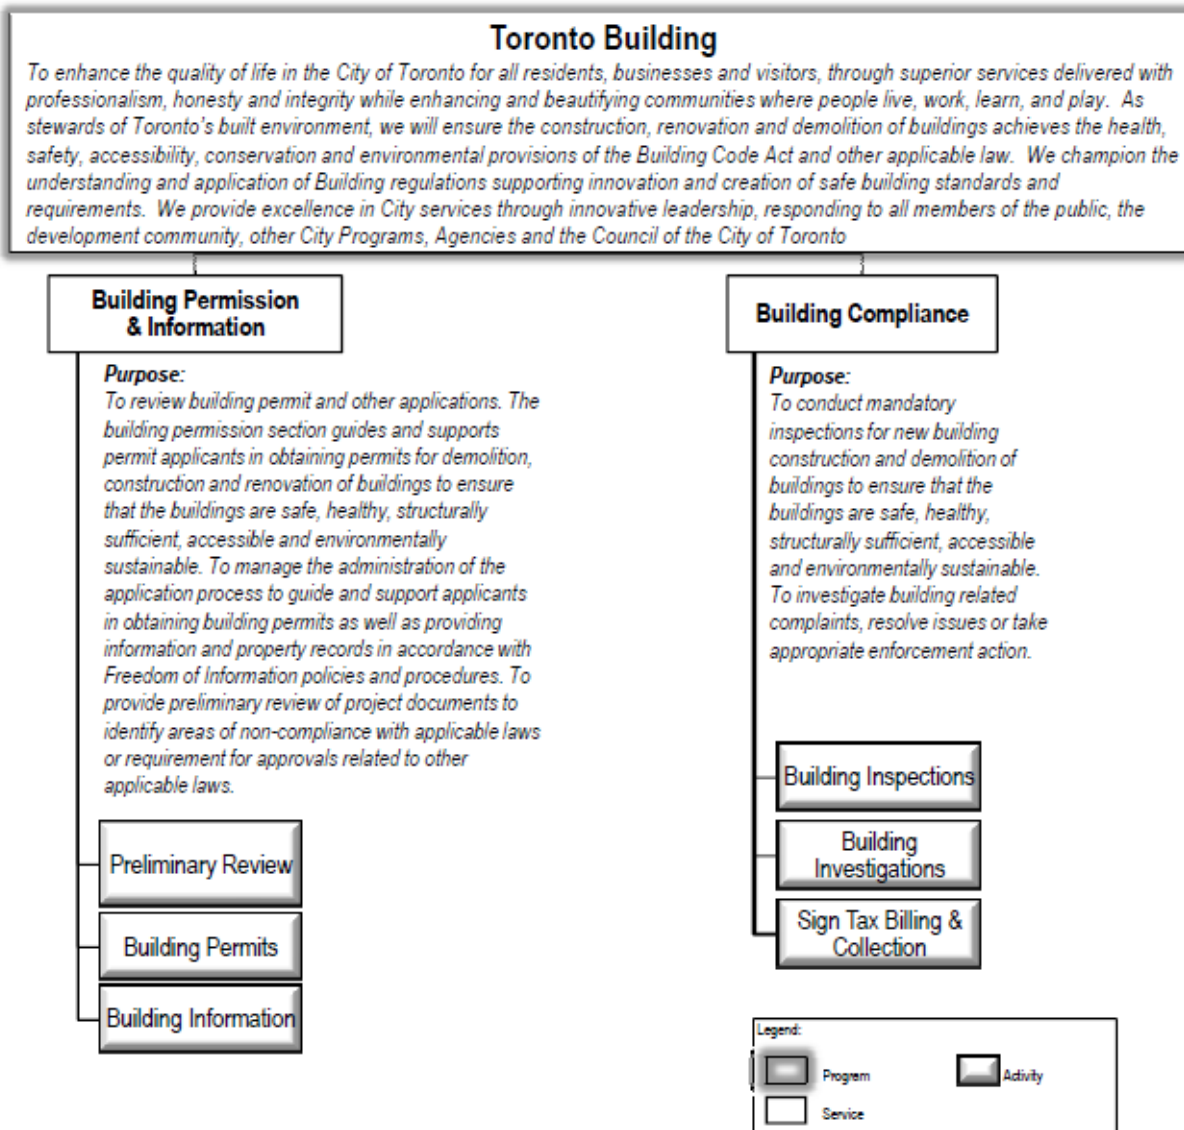 Toronto Building
To enhance the quality of life in the City of Toronto for all residents, businesses and visitors, through superior services delivered with
professionalism, honesty and integrity while enhancing and beautifying communities where people live, work, learn, and play.  As
stewards of Toronto's built environment, we will ensure the construction, renovation and demolition of buildings achieves the health,
safety, accessibility, conservation and environmental provisions of the Building Code Act and other applicable law.  We champion the
understanding and application of Building regulations supporting innovation and creation of safe building standards and
requirements.  We provide excellence in City services through innovative leadership, responding to all members of the public, the
development community, other City Programs, Agencies and the Council of the City of Toronto
Building Permission
& Information
Purpose:
To review building permit and other applications. The
building permission section guides and supports
permit applicants in obtaining permits for demolition,
construction and renovation of buildings to ensure
that the buildings are safe, healthy, structurally
sufficient, accessible and environmentally
sustainable. To manage the administration of the
application process to guide and support applicants
in obtaining building permits as well as providing
information and property records in accordance with
Freedom of Information policies and procedures. To
provide preliminary review of project documents to
identify areas of non-compliance with applicable laws
or requirement for approvals related to other
applicable laws.
Preliminary Review
Building Permits
Building Information
Building Compliance
Purpose:
To conduct mandatory
inspections for new building
construction and demolition of
buildings to ensure that the
buildings are safe, healthy,
structurally sufficient, accessible
and environmentally sustainable.
To investigate building related
complaints, resolve issues or take
appropriate enforcement action.
Building Inspections
Building
Investigations
Sign Tax Billing &
Collection
Legend:
Program
Activity
Service